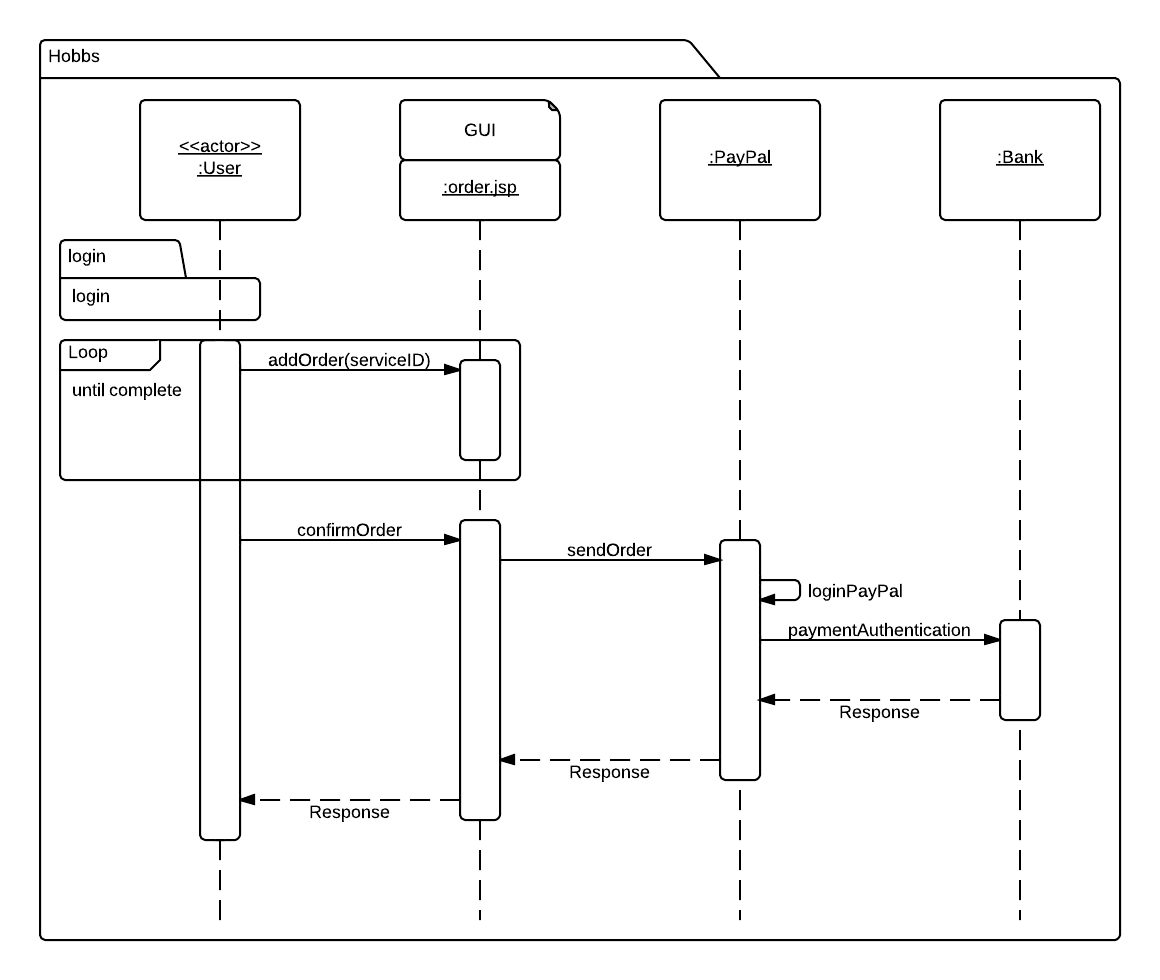 Hobbs
<<actor>>
:User
GUI
:order.jsp
:PayPal
:Bank
login
login
Loop
until complete
addOrder(serviceID)
confirmOrder
sendOrder
loginPayPal
paymentAuthentication
Response
Response
Response